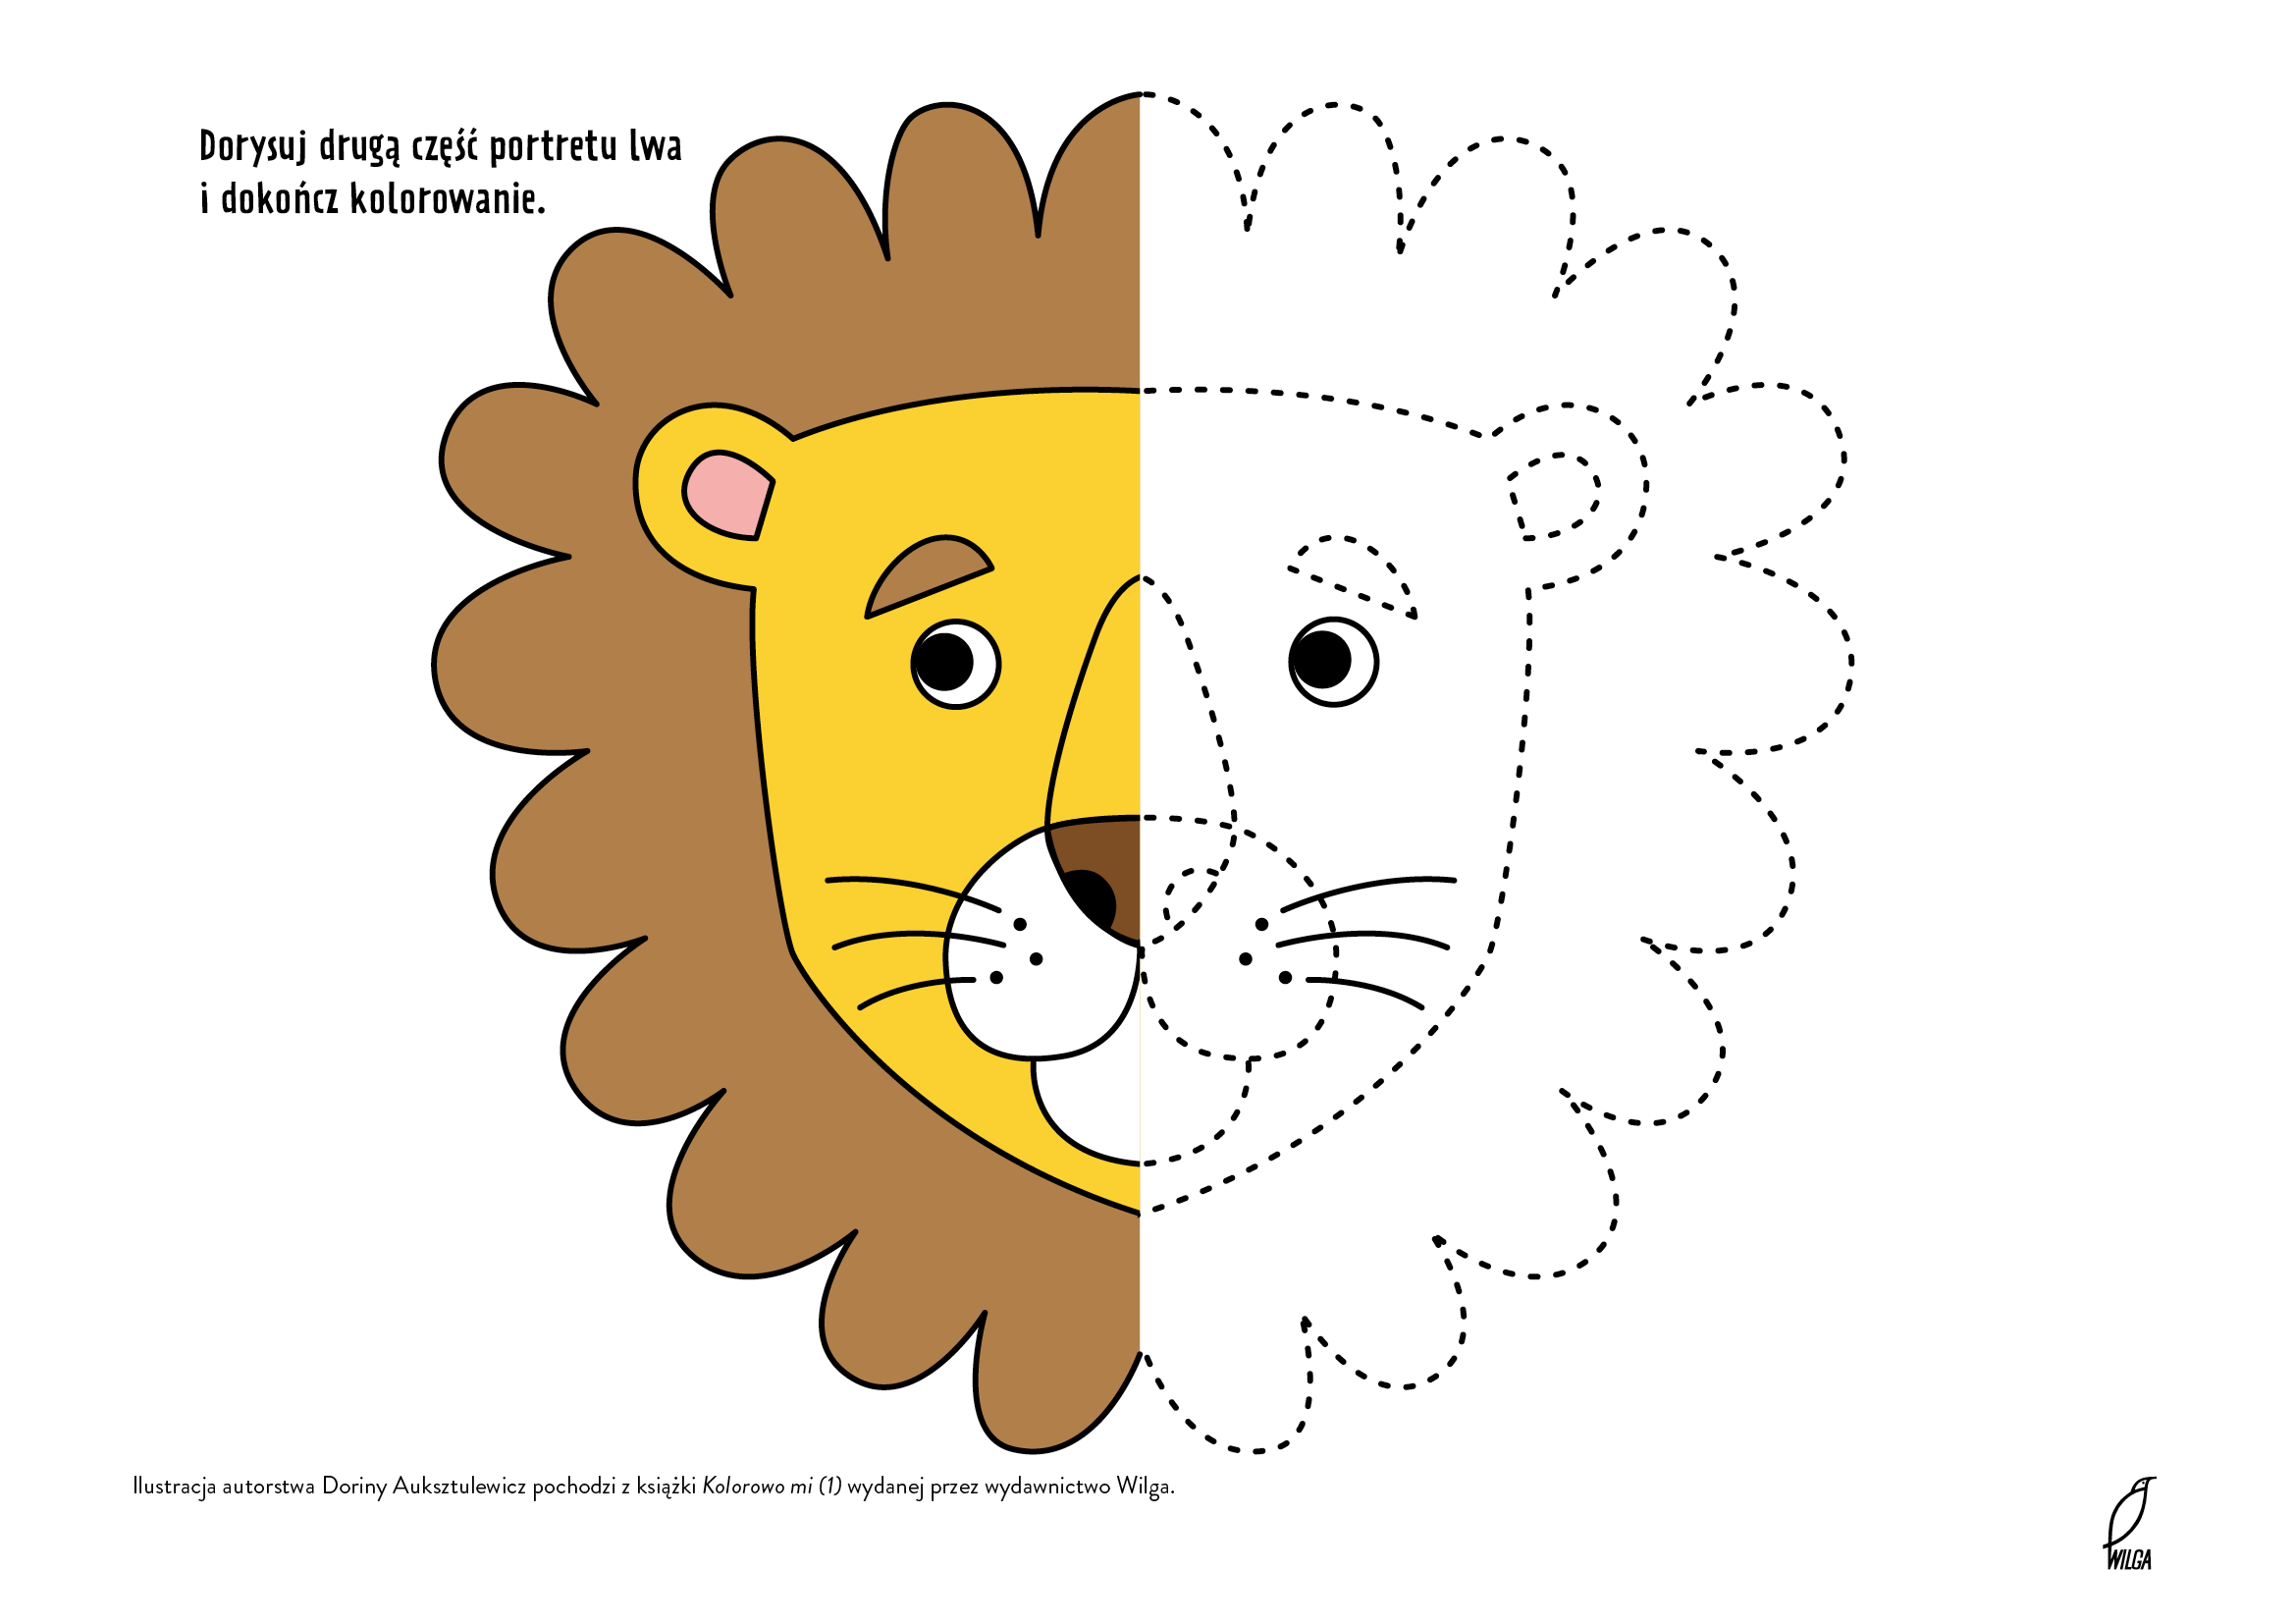 Dorysuj drugą część portretu lwa
i dokończ kolorowanie.
Ilustracja autorstwa Doriny Auksztulewicz pochodzi z książki Kolorowo mi (1) wydanej przez wydawnictwo Wilga.
WILGA